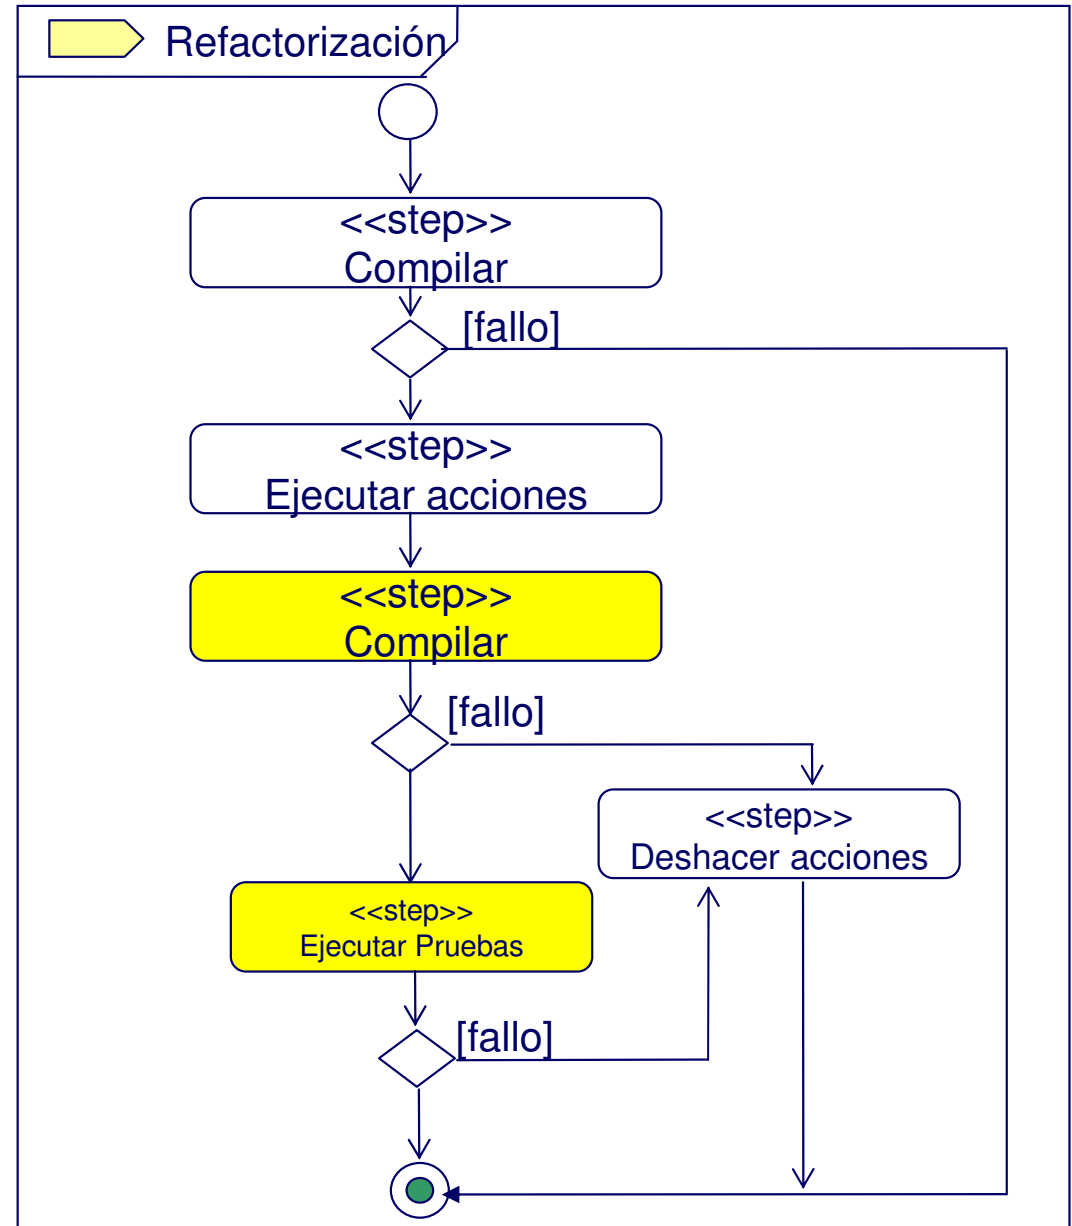 Refactorización
<<step>>
Compilar
[fallo]
<<step>>
Ejecutar acciones
<<step>>
Compilar
[fallo]
<<step>>
Deshacer acciones
<<step>>
Ejecutar Pruebas
[fallo]